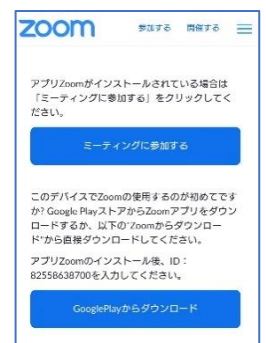 zoom 参加する 開催する
アプリZoomがインストールされている場合は
「ミーティングに参加する」をクリックしてく
ださい。
ミーティングに参加する
このデバイスでZoomの使用するのが初めてです
か? Google PlayストアからZoomアプリをダウン
ロードするか、以下の"Zoomからダウンロー
ド"から直接ダウンロードしてください。
アプリZoomのインストール後、ID：
82558638700を入力してください。
GooglePlayからダウンロード